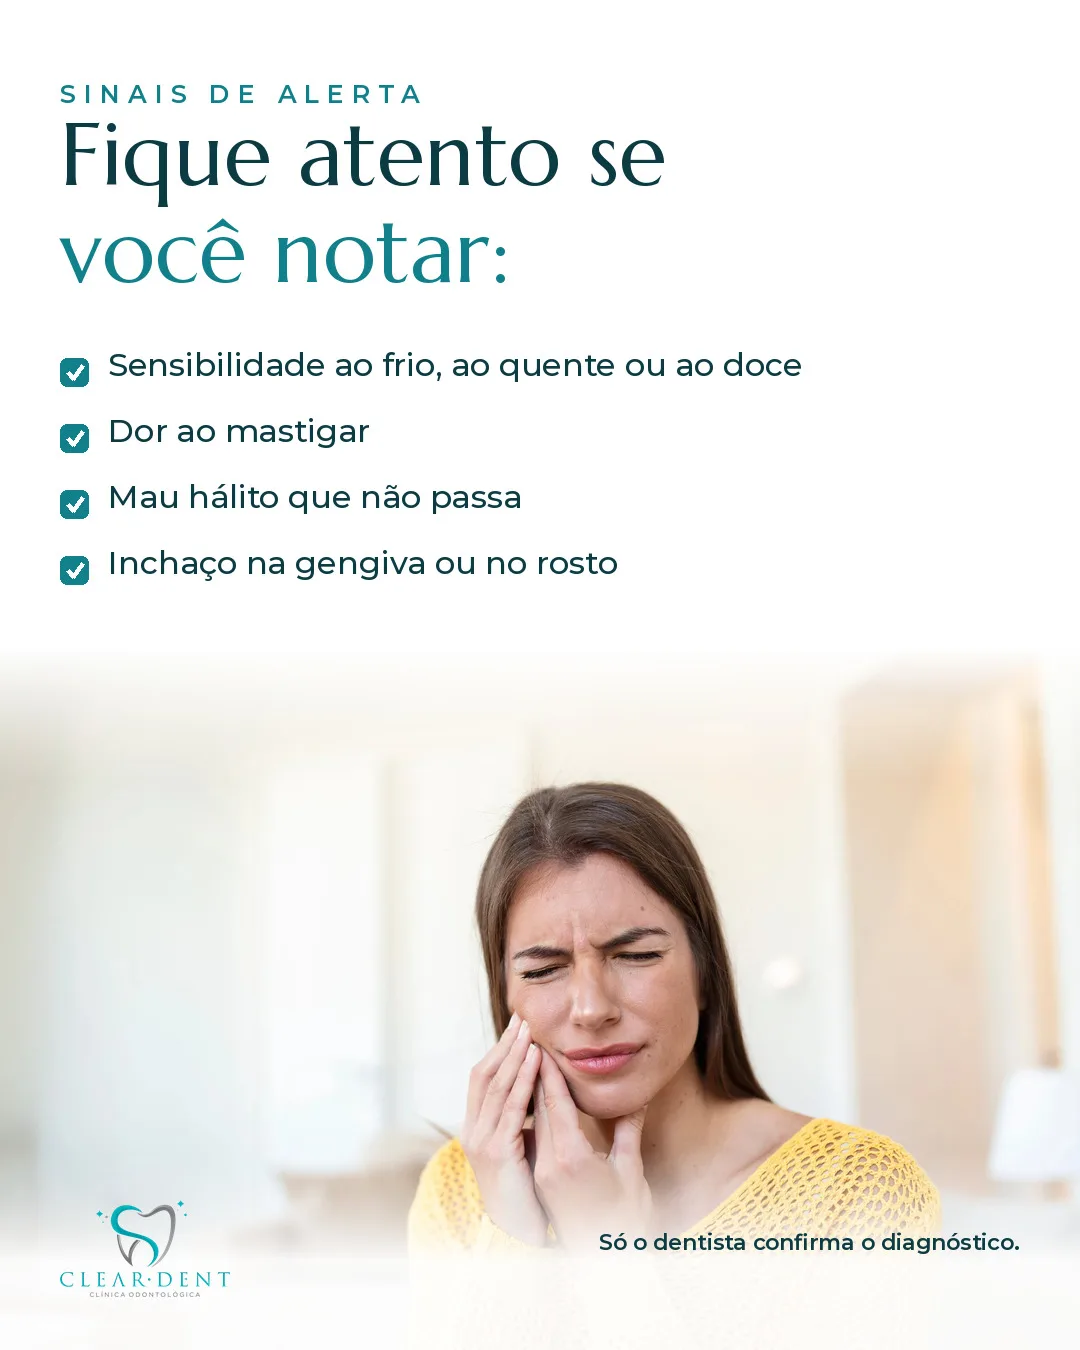 SINAIS DE ALERTA
Fique atento se
você notar:
Sensibilidade ao frio, ao quente ou ao doce
Dor ao mastigar
Mau hálito que não passa
Inchaço na gengiva ou no rosto
Só o dentista confirma o diagnóstico.
CLEAR·DENT
CLÍNICA ODONTOLÓGICA